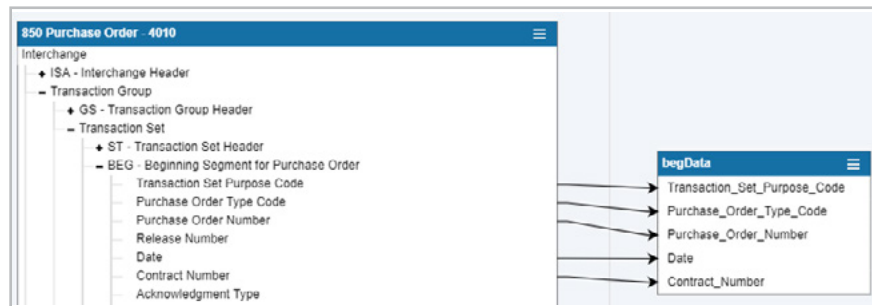 850 Purchase Order - 4010
Interchange
ISA - Interchange Header
Transaction Group
GS - Transaction Group Header
Transaction Set
ST - Transaction Set Header
BEG - Beginning Segment for Purchase Order
Transaction Set Purpose Code
Purchase Order Type Code
Purchase Order Number
Release Number
Date
Contract Number
Acknowledgment Type
begData
Transaction_Set_Purpose_Code
Purchase_Order_Type_Code
Purchase_Order_Number
Date
Contract_Number